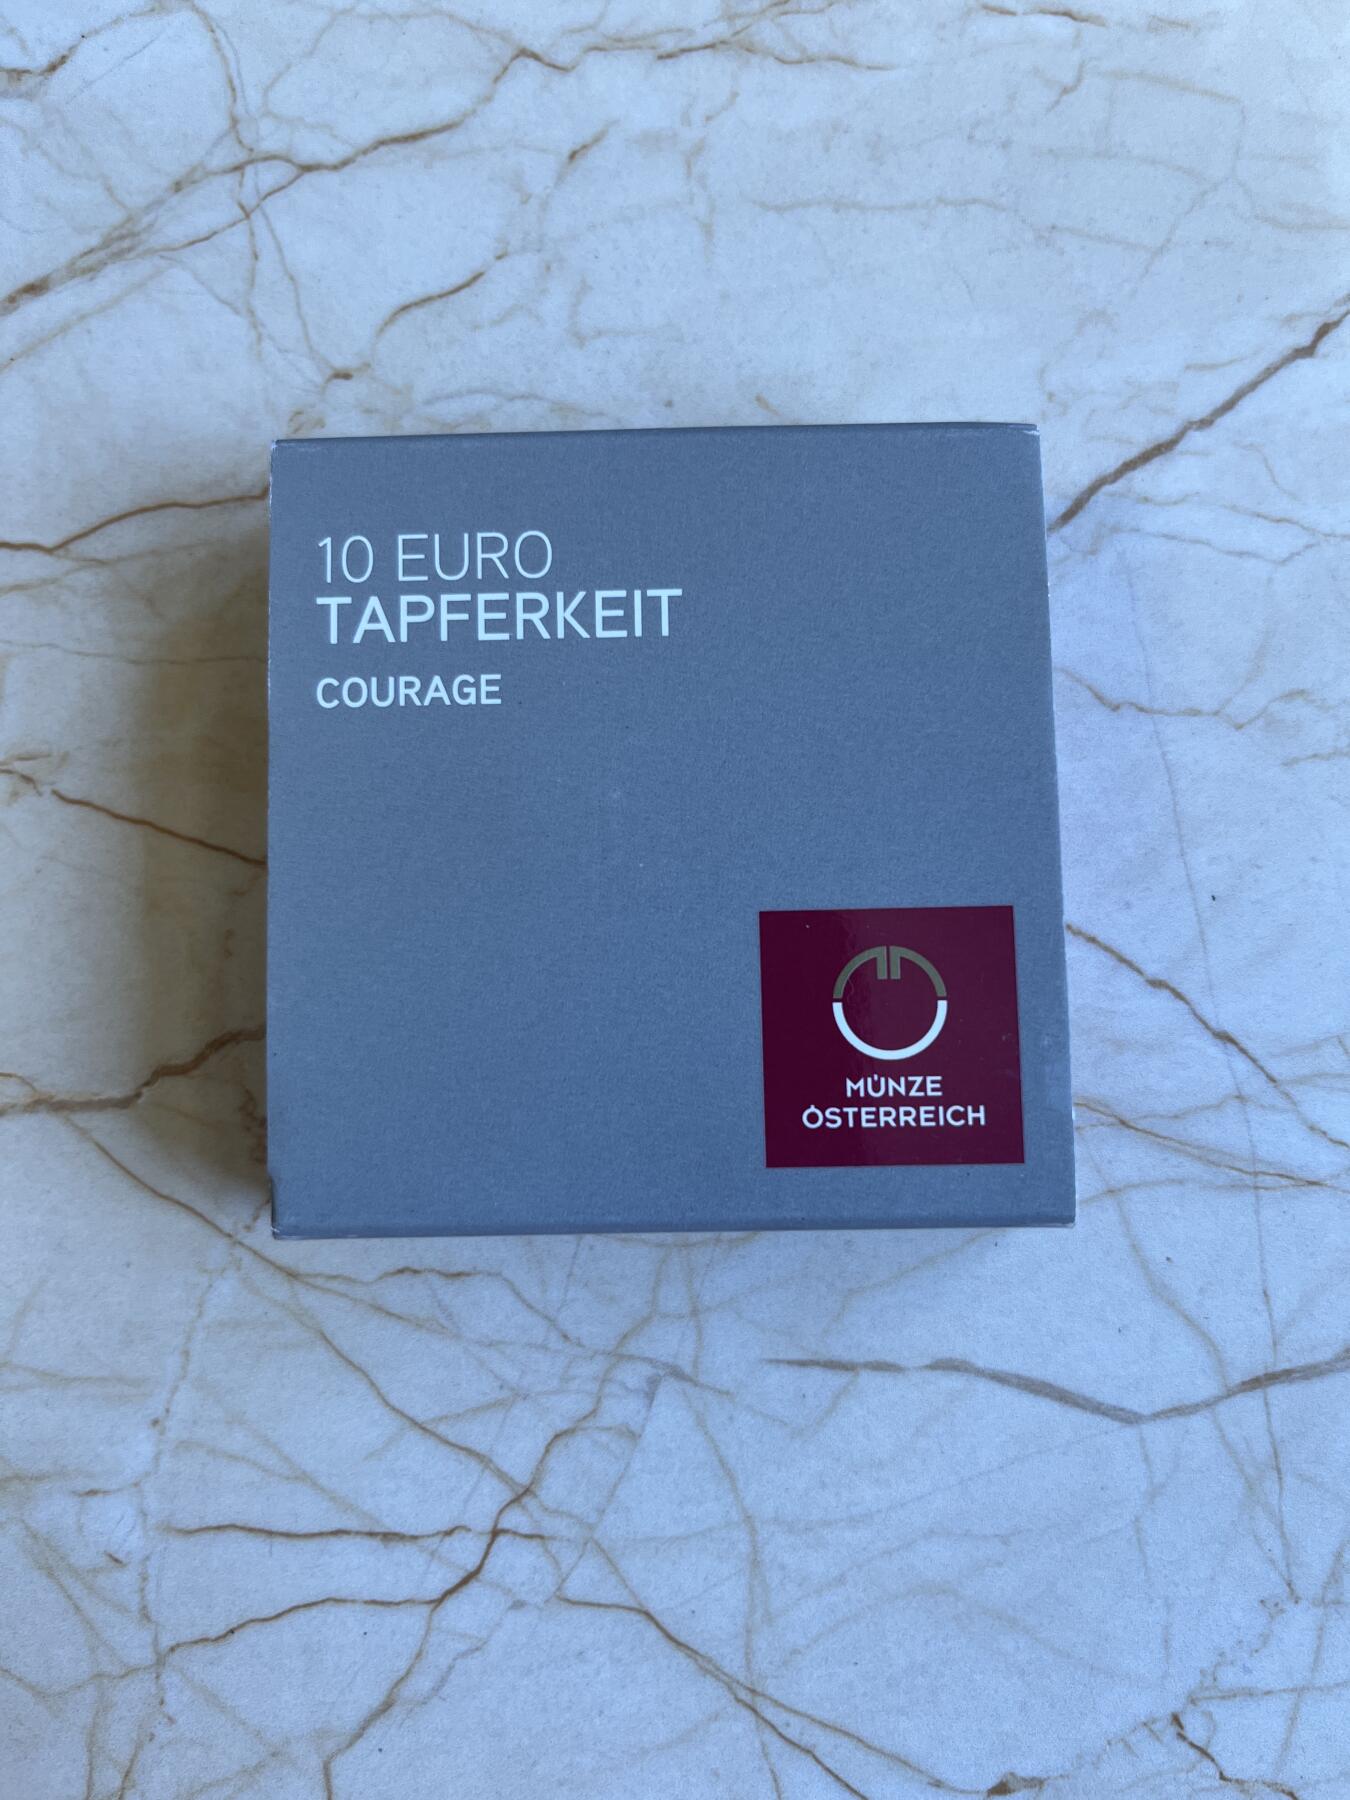 10 EURO
TAPFERKEIT
COURAGE
MÜNZE
ÖSTERREICH